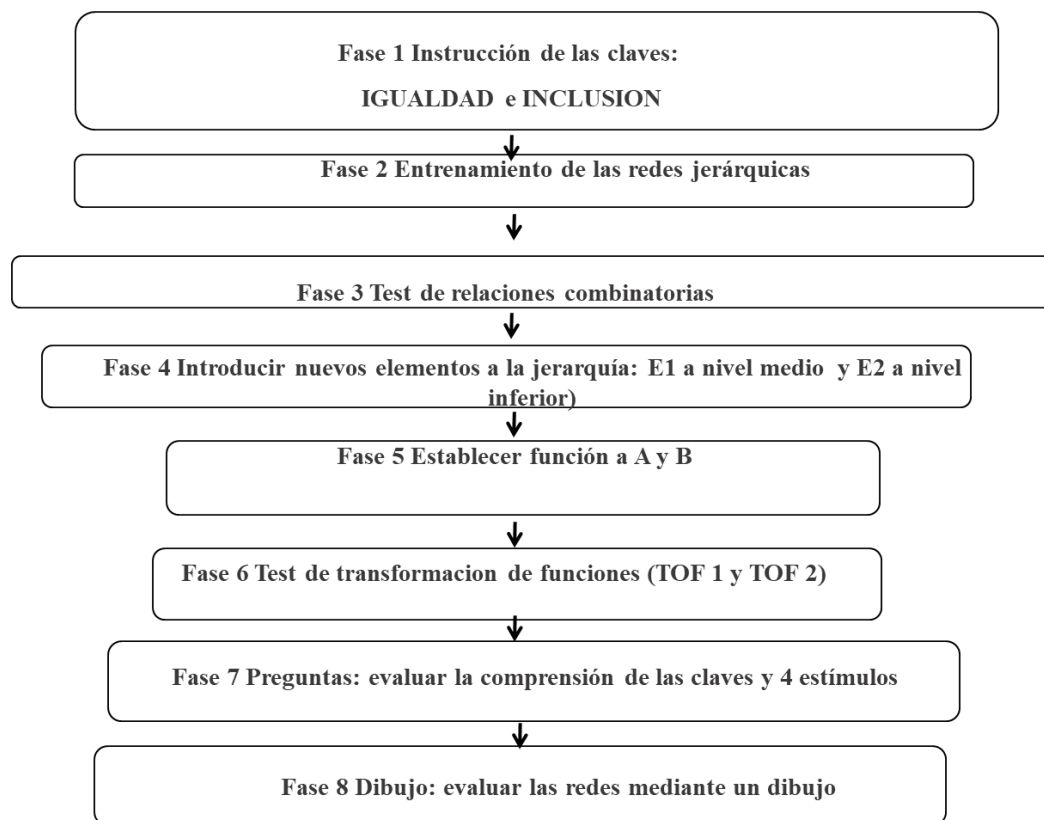 Fase 1 Instrucción de las claves:
IGUALDAD e INCLUSION
Fase 2 Entrenamiento de las redes jerárquicas
Fase 3 Test de relaciones combinatorias
Fase 4 Introducir nuevos elementos a la jerarquía: E1 a nivel medio y E2 a nivel
inferior)
Fase 5 Establecer función a A y B
Fase 6 Test de transformacion de funciones (TOF 1 y TOF 2)
Fase 7 Preguntas: evaluar la comprensión de las claves y 4 estímulos
Fase 8 Dibujo: evaluar las redes mediante un dibujo